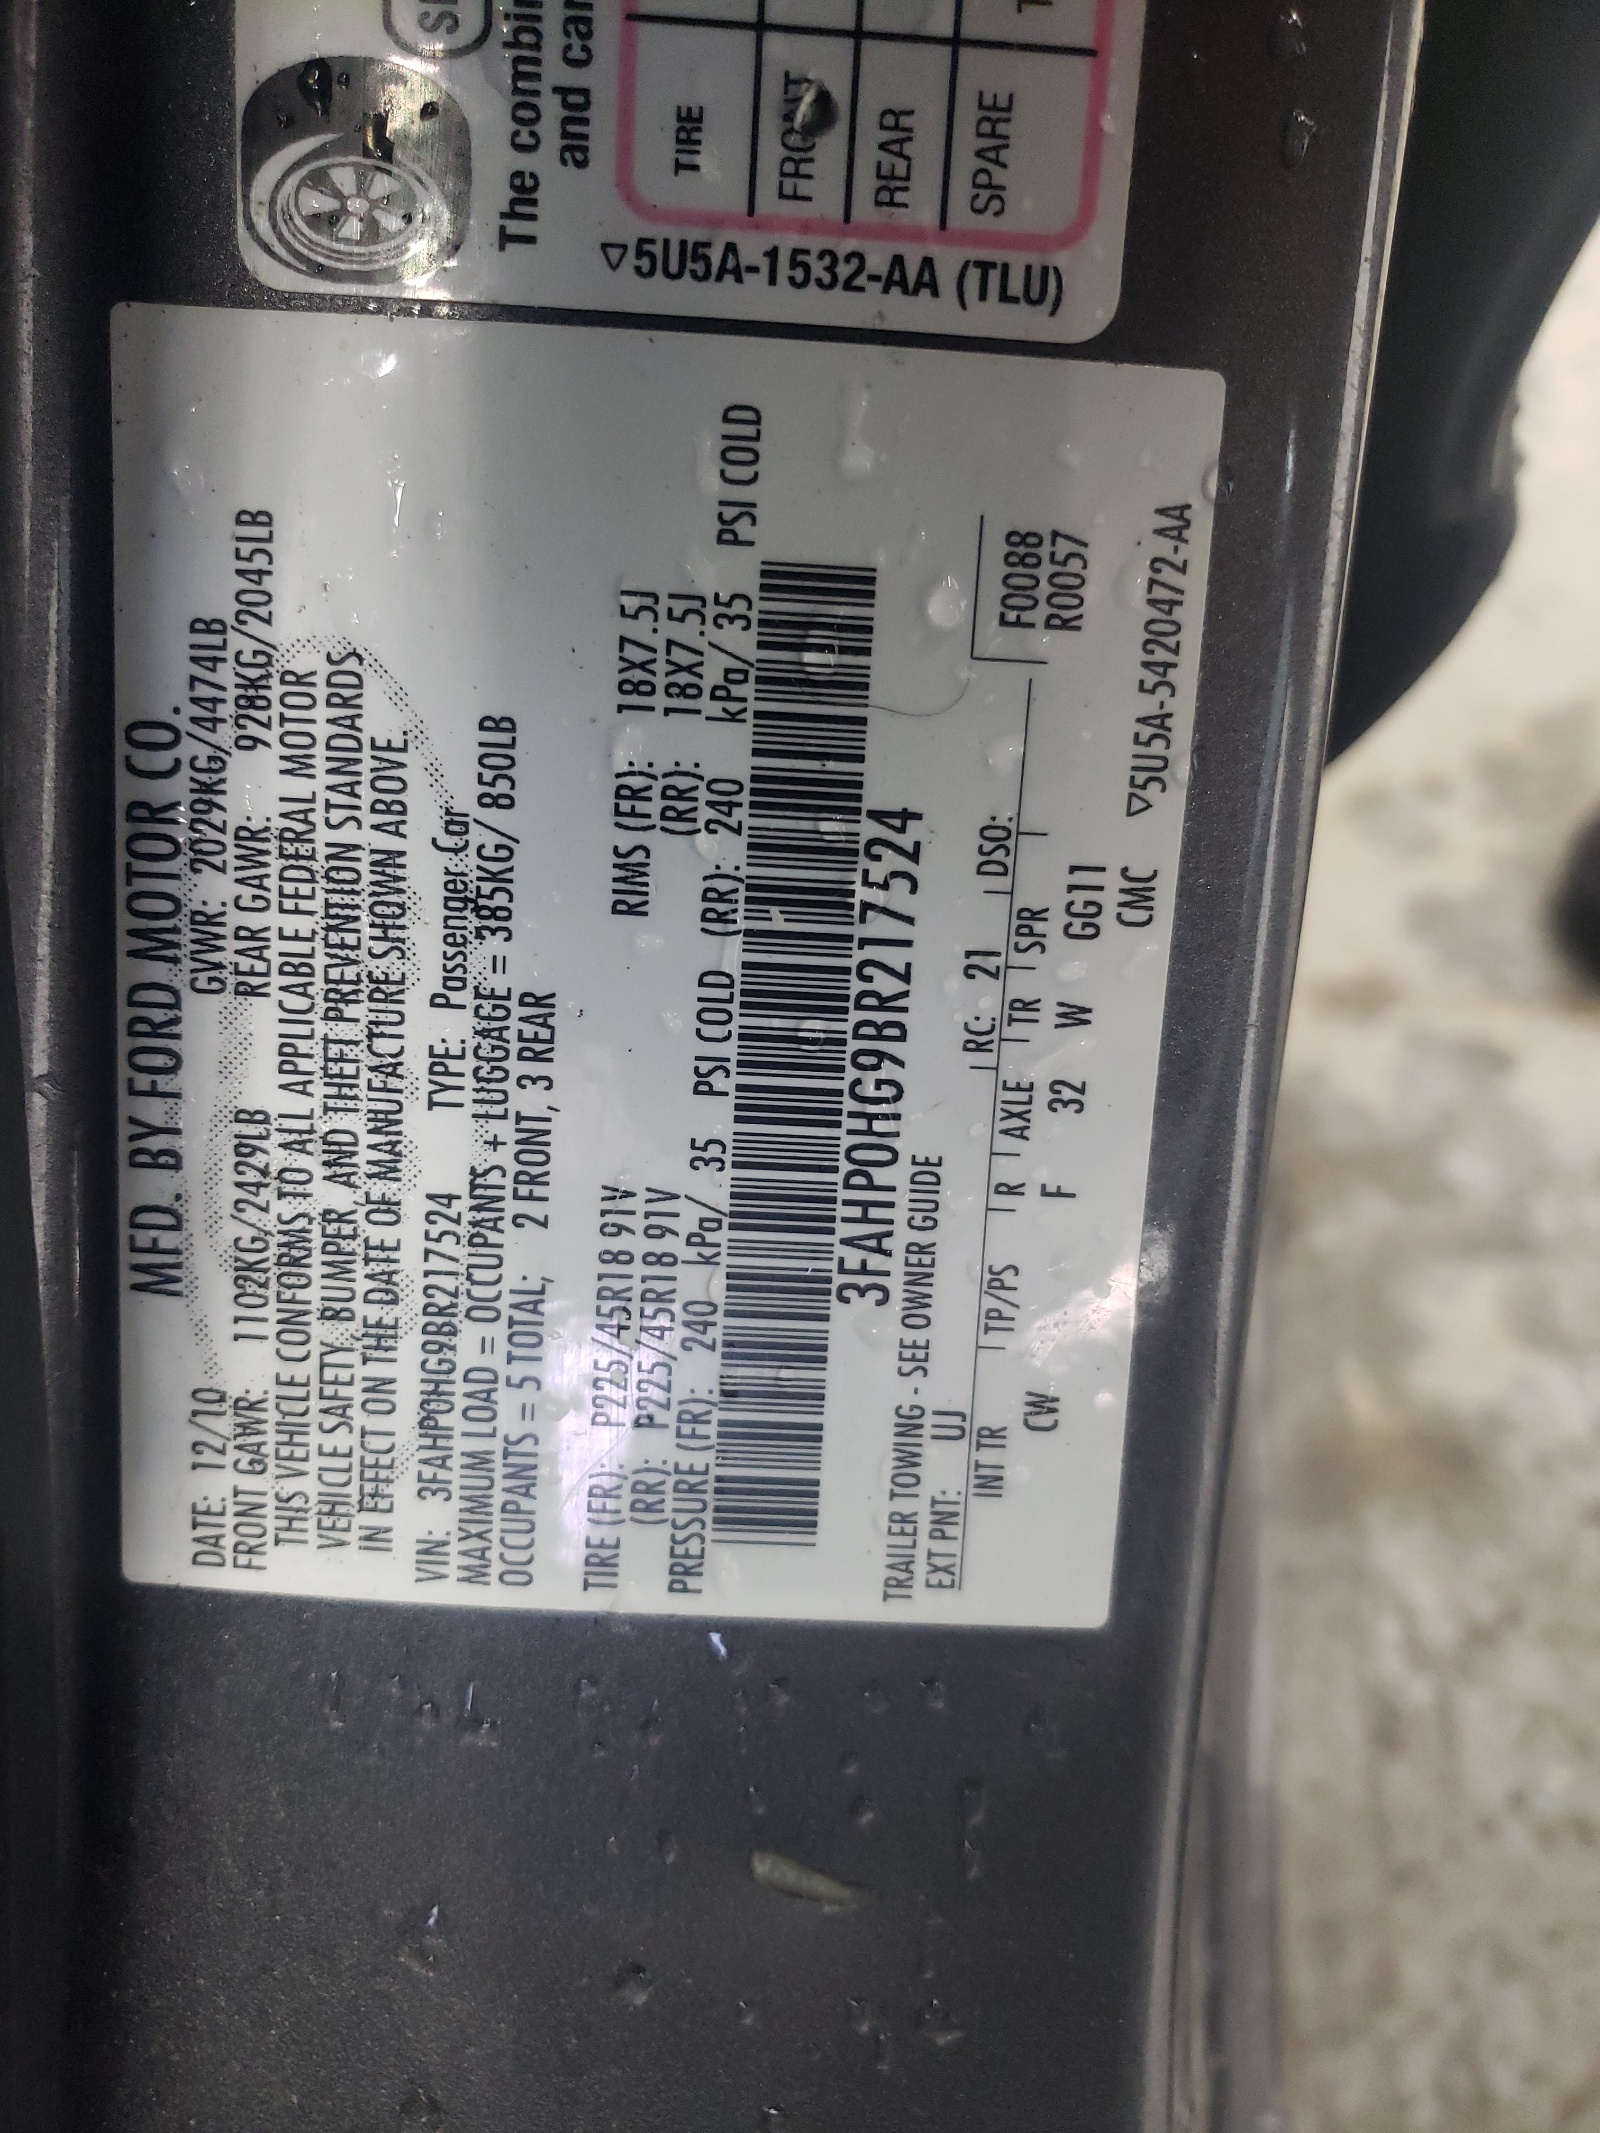 MFD. BY FORD MOTOR CO.
DATE: 12/10 GVWR: 2029KG/4474LB
FRONT GAWR: 1102KG/2429LB REAR GAWR: 928KG/2045LB
THIS VEHICLE CONFORMS TO ALL APPLICABLE FEDERAL MOTOR
VEHICLE SAFETY, BUMPER, AND THEFT PREVENTION STANDARDS
IN EFFECT ON THE DATE OF MANUFACTURE SHOWN ABOVE.
VIN: 3FAHP0HG9BR217524 TYPE: Passenger Car
MAXIMUM LOAD = OCCUPANTS + LUGGAGE = 385KG/ 850LB
OCCUPANTS = 5 TOTAL; 2 FRONT, 3 REAR
TIRE (FR): P225/45R18 91V RIMS (FR): 18X7.5J
(RR): P225/45R18 91V (RR): 18X7.5J
PRESSURE (FR): 240 kPa/ 35 PSI COLD (RR): 240 kPa/ 35 PSI COLD
3FAHP0HG9BR217524
TRAILER TOWING - SEE OWNER GUIDE
EXT PNT: UJ RC: 21 DSO:
INT TR TP/PS R AXLE TR SPR F0088
CW F 32 W GG11 R0057
CMC ▽5U5A-5420472-AA
The combin
and car
TIRE
FRONT
REAR
SPARE
▽5U5A-1532-AA (TLU)